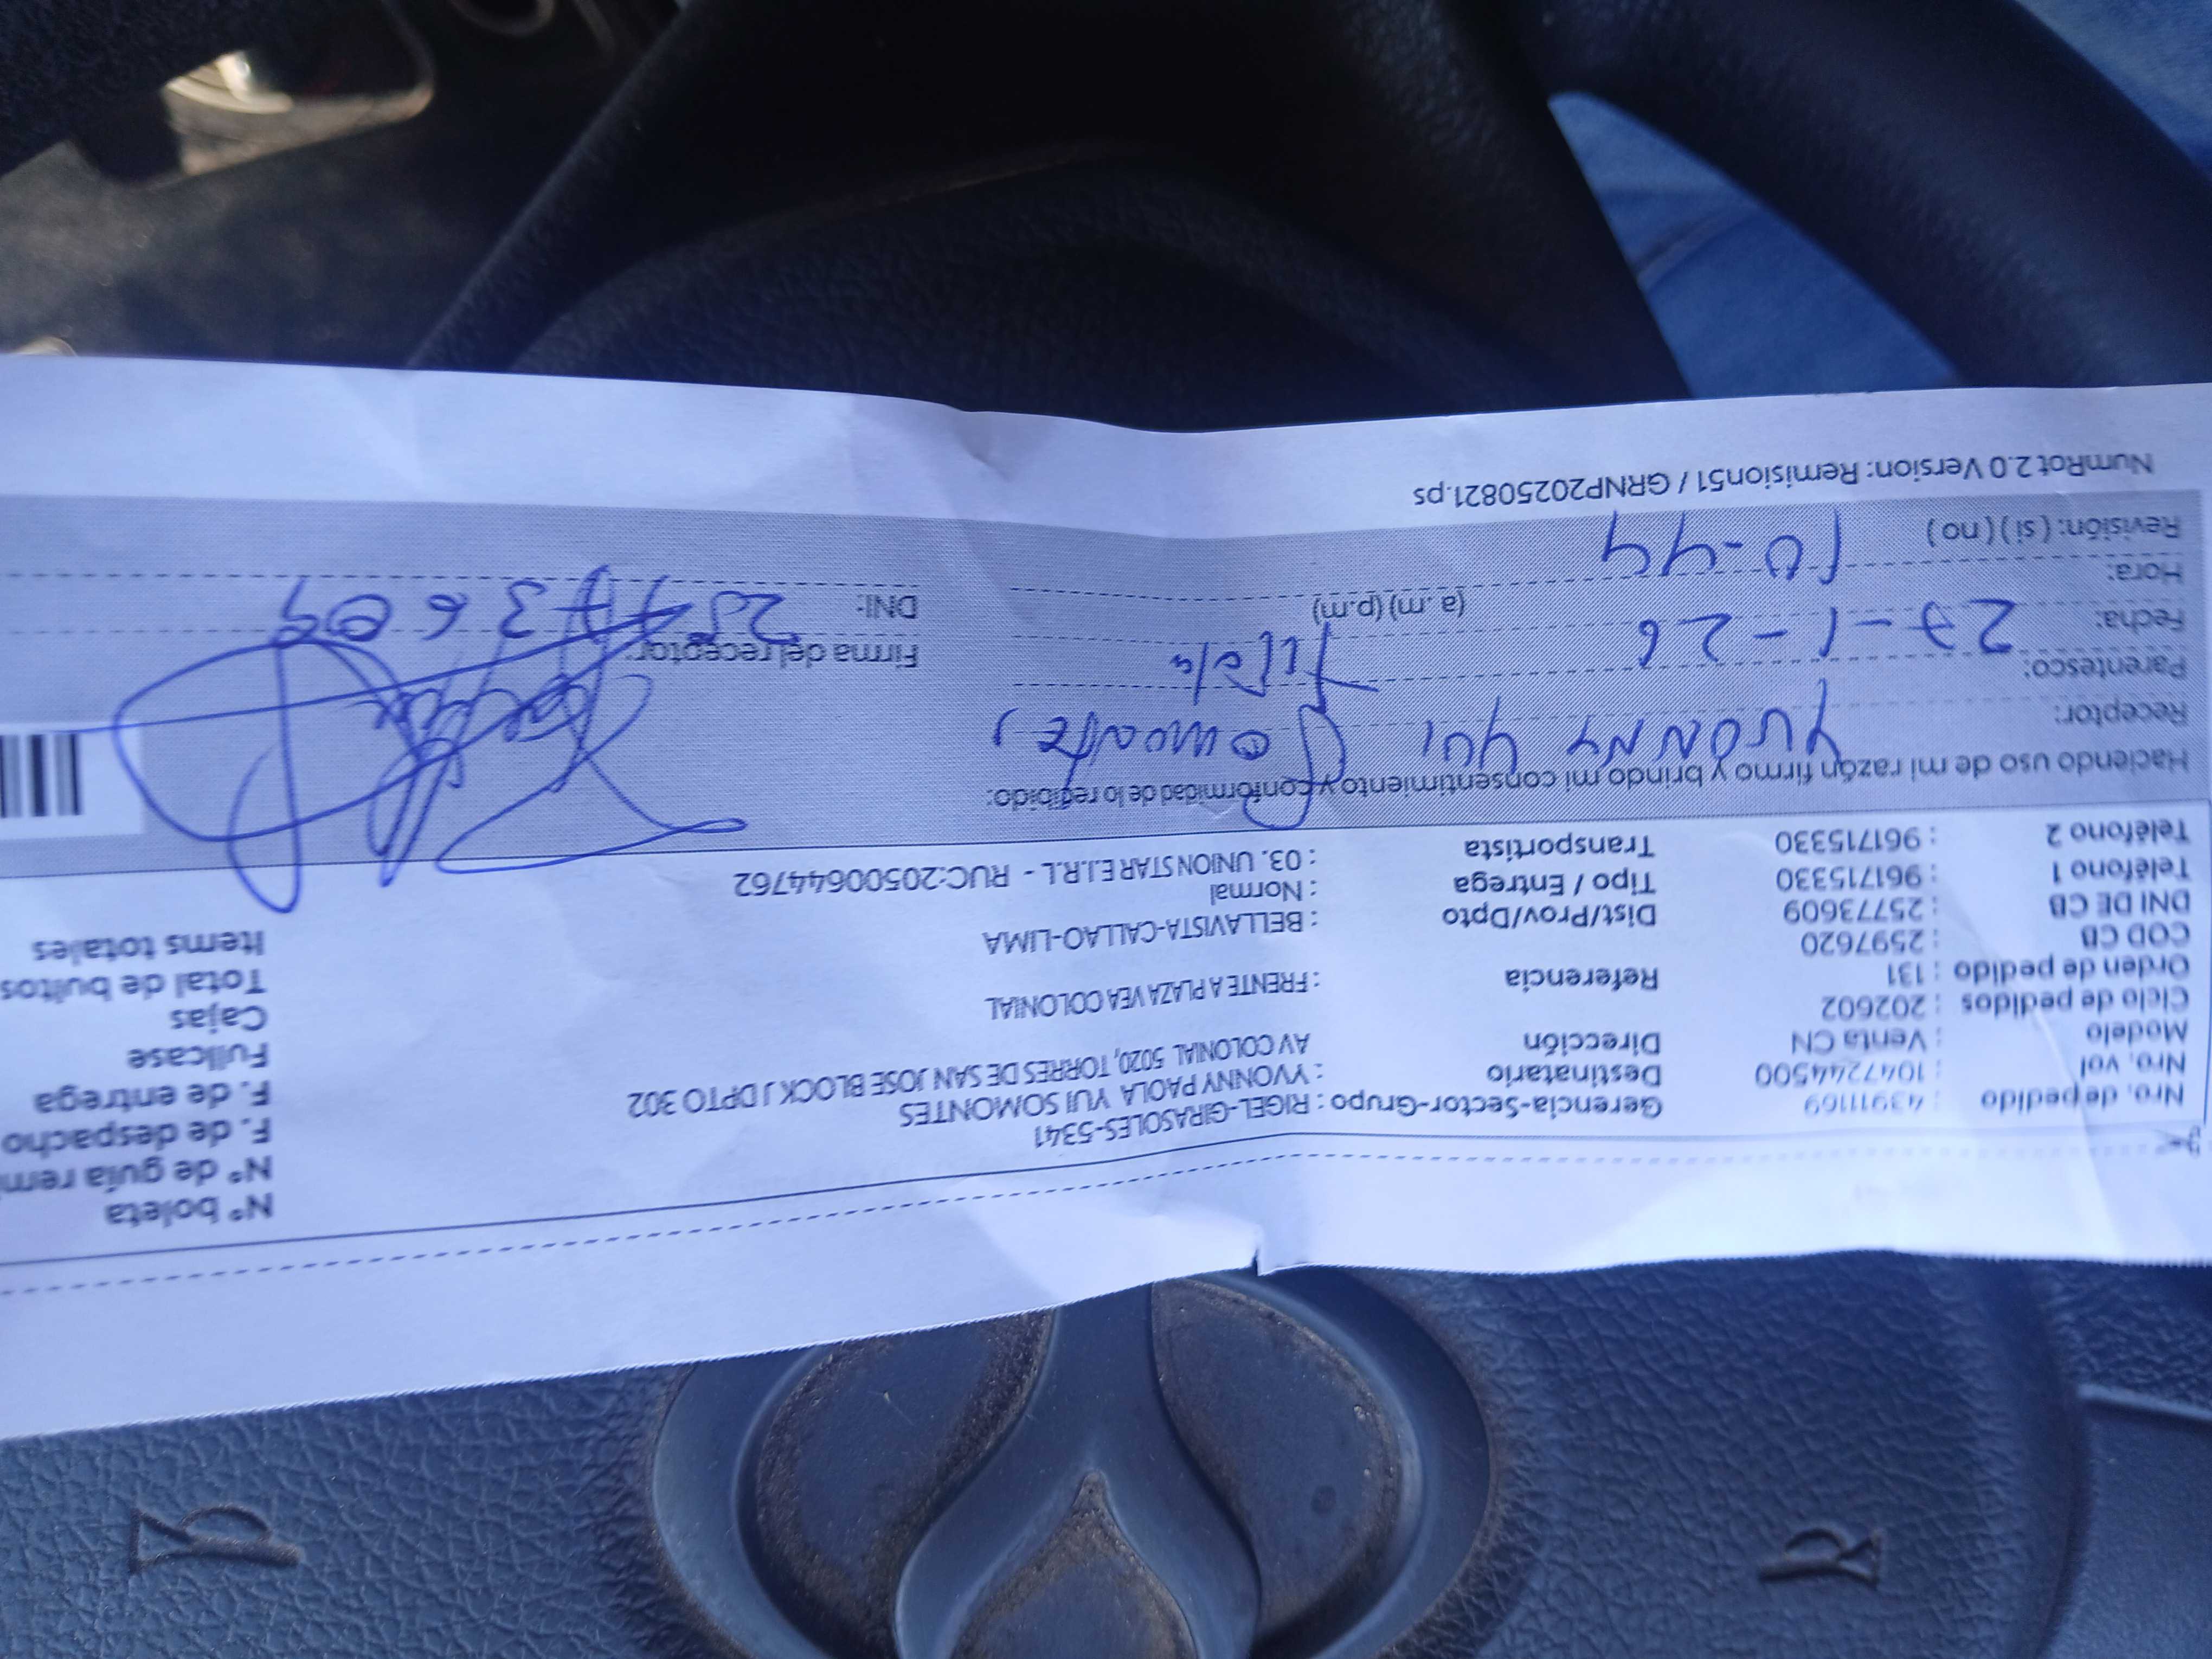 Nº boleta
Nº de guía remi
F. de despacho
F. de entrega
Fullcase
Cajas
Total de bultos
Items totales
Nro. de pedido : 43911169 Gerencia-Sector-Grupo : RIGEL-GIRASOLES-5341
Nro. vol : 1047244500 Destinatario : YVONNY PAOLA YUI SOMONTES
Modelo : Venta CN Dirección AV COLONIAL 5020, TORRES DE SAN JOSE BLOCK J DPTO 302
Ciclo de pedidos : 202602
Orden de pedido : 131 Referencia : FRENTE A PLAZA VEA COLONIAL
COD CB : 2597620
DNI DE CB : 25773609 Dist/Prov/Dpto : BELLAVISTA-CALLAO-LIMA
Teléfono 1 : 961715330 Tipo / Entrega : Normal
Teléfono 2 : 961715330 Transportista : 03. UNION STAR E.I.R.L - RUC:20500644762
Haciendo uso de mi razón firmo y brindo mi consentimiento y conformidad de lo recibido:
Receptor: YVONNY YUI Somontes
Parentesco: Firma del receptor:
Fecha: 27-1-26
Hora: 10-44 (a. m) (p.m) DNI: 25773609
Revisión: ( si ) ( no )
NumRot 2.0 Version: Remision51 / GRNP20250821.ps